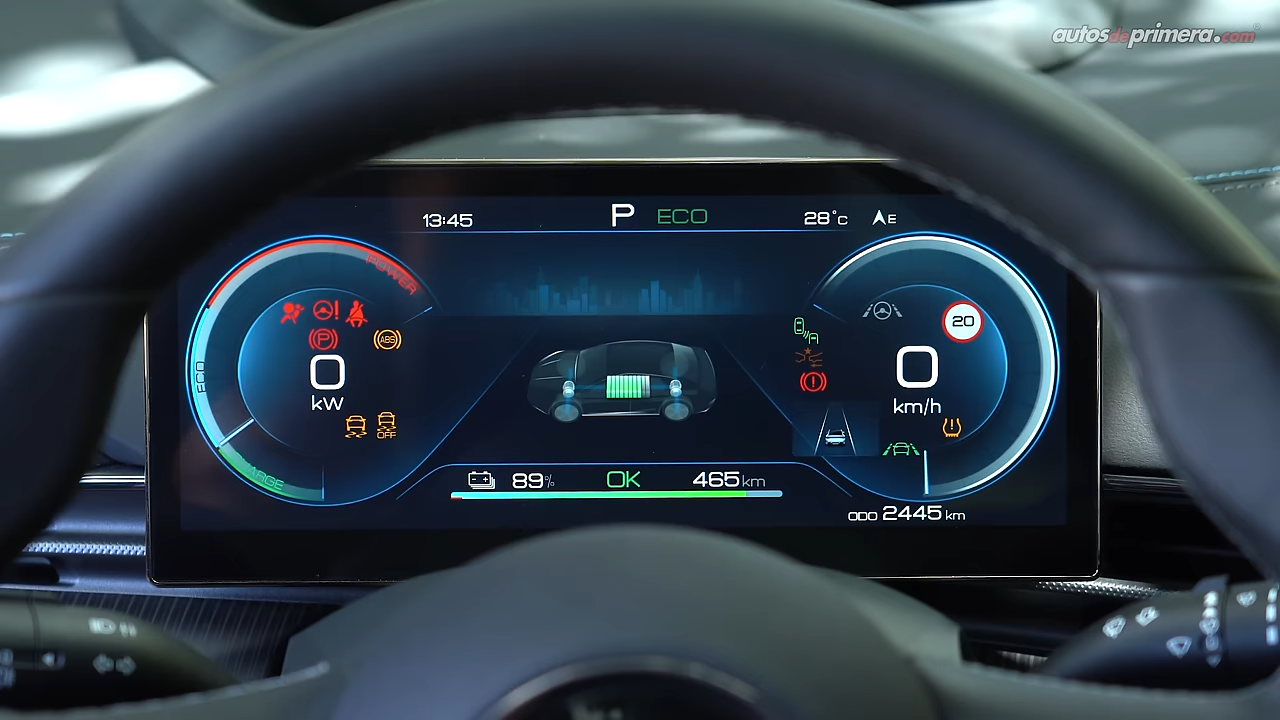 autosdeprimera.com
13:45
P ECO
28°C
E
POWER
ECO
P
ABS
0
kW
OFF
20
0
km/h
89%
OK
465km
ODO 2445 km